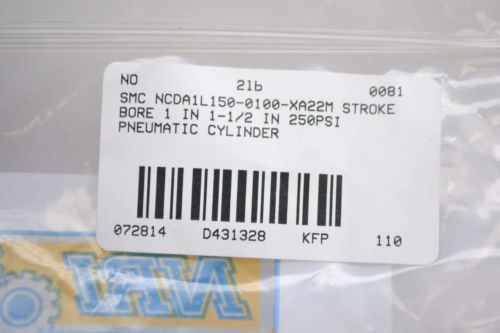 NO 2lb 0081
SMC NCDA1L150-0100-XA22M STROKE
BORE 1 IN 1-1/2 IN 250PSI
PNEUMATIC CYLINDER
072814 D431328 KFP 110
NRI